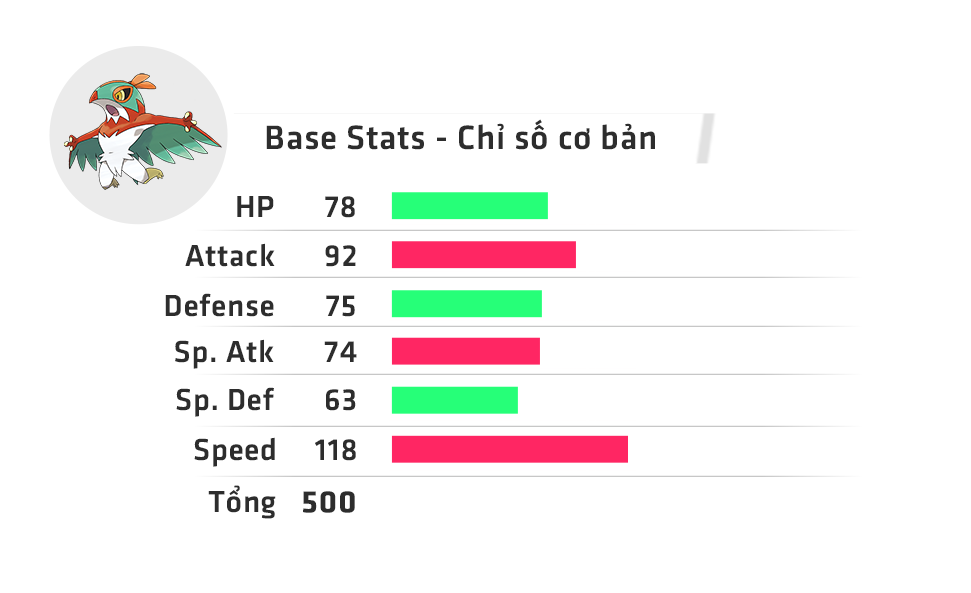 Base Stats - Chỉ số cơ bản
HP 78
Attack 92
Defense 75
Sp. Atk 74
Sp. Def 63
Speed 118
Tổng 500